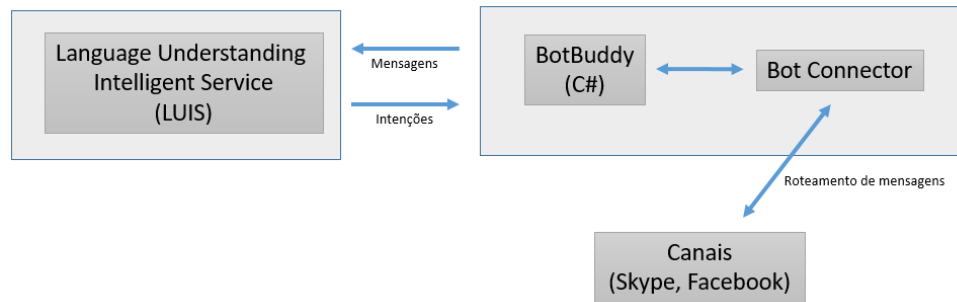 Language Understanding
Intelligent Service
(LUIS)
Mensagens
Intenções
BotBuddy
(C#)
Bot Connector
Roteamento de mensagens
Canais
(Skype, Facebook)